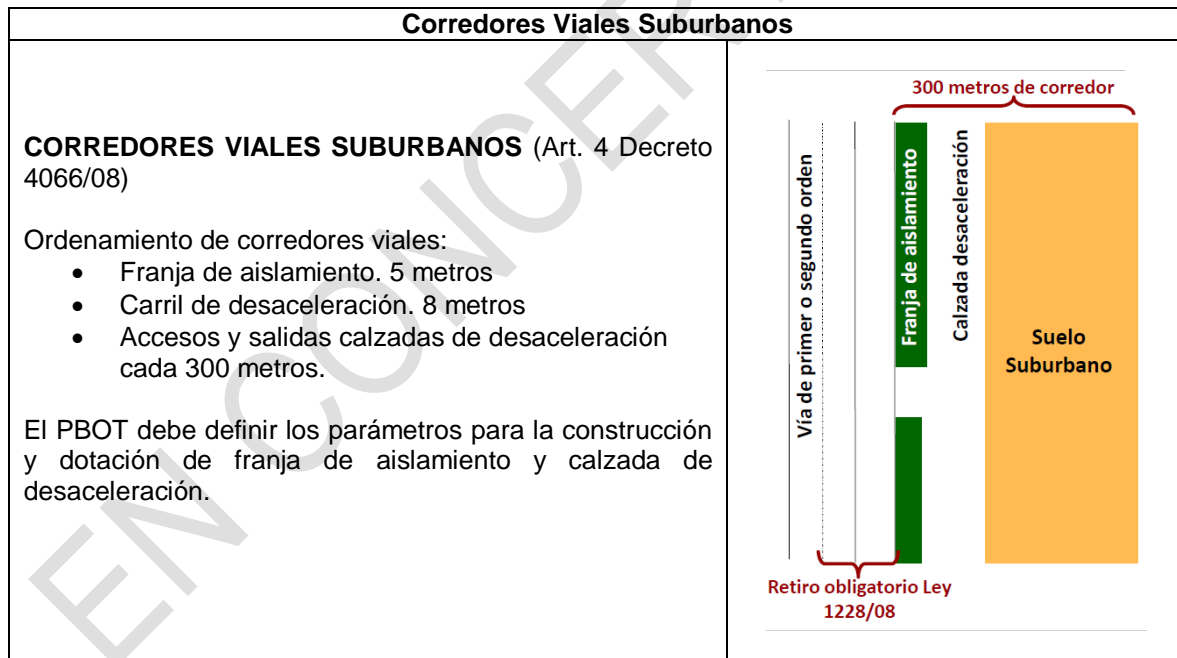 Corredores Viales Suburbanos
CORREDORES VIALES SUBURBANOS (Art. 4 Decreto
4066/08)
Ordenamiento de corredores viales:
• Franja de aislamiento. 5 metros
• Carril de desaceleración. 8 metros
• Accesos y salidas calzadas de desaceleración
cada 300 metros.
El PBOT debe definir los parámetros para la construcción
y dotación de franja de aislamiento y calzada de
desaceleración.
300 metros de corredor
Vía de primer o segundo orden
Franja de aislamiento
Calzada desaceleración
Suelo
Suburbano
Retiro obligatorio Ley
1228/08
EN CONCER